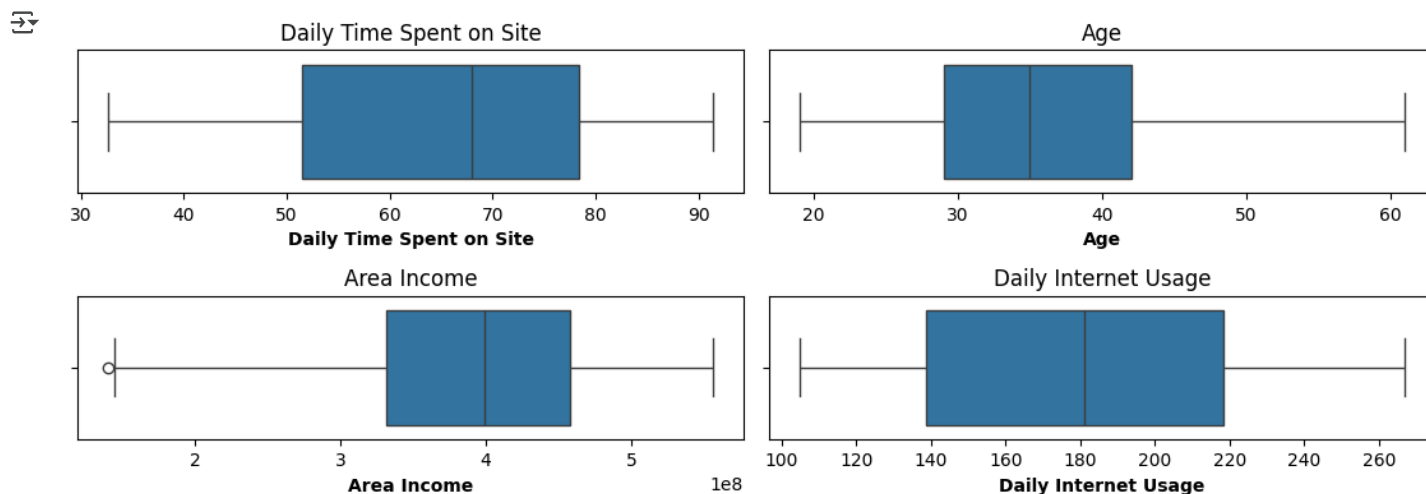 Daily Time Spent on Site
30 40 50 60 70 80 90
Daily Time Spent on Site
Age
20 30 40 50 60
Age
Area Income
2 3 4 5
1e8
Area Income
Daily Internet Usage
100 120 140 160 180 200 220 240 260
Daily Internet Usage